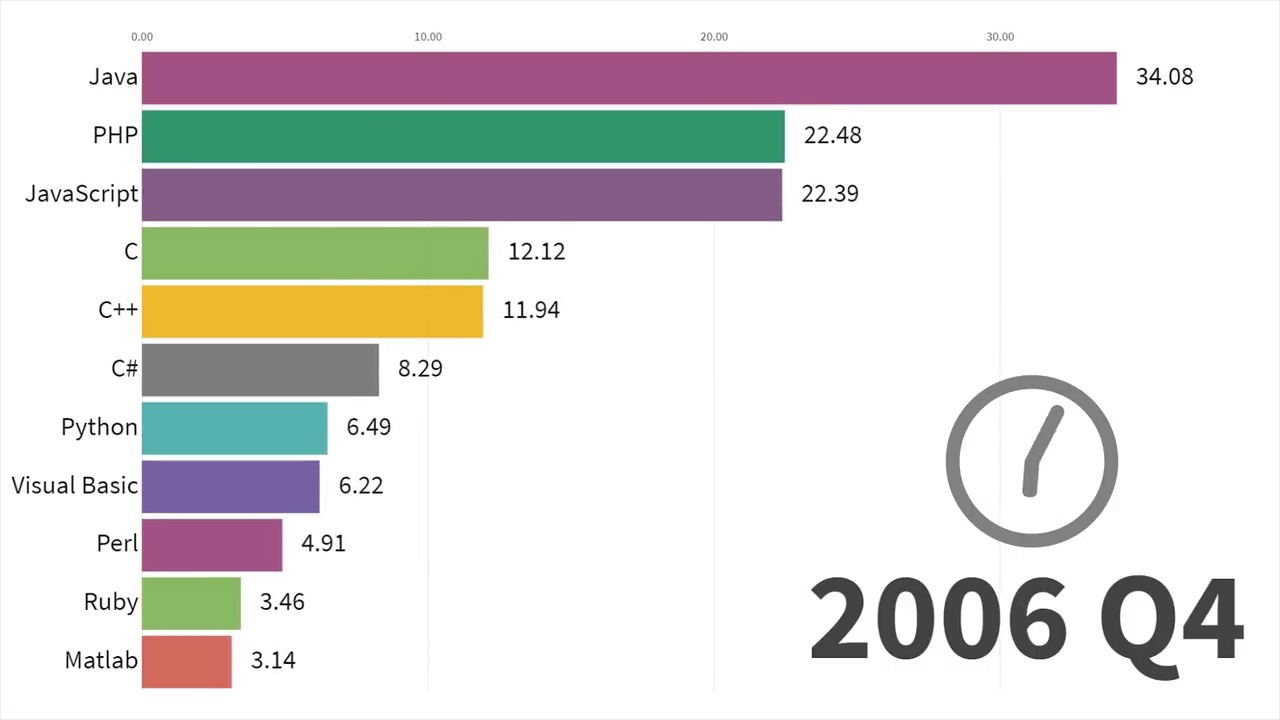 0.00 10.00 20.00 30.00
Java 34.08
PHP 22.48
JavaScript 22.39
C 12.12
C++ 11.94
C# 8.29
Python 6.49
Visual Basic 6.22
Perl 4.91
Ruby 3.46
Matlab 3.14
2006 Q4